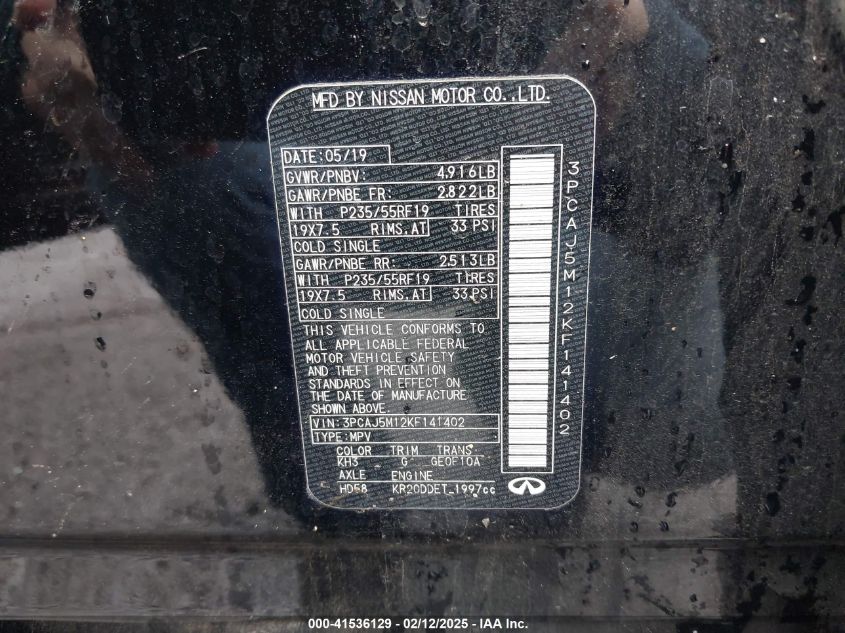 MFD BY NISSAN MOTOR CO.,LTD.
DATE:05/19
GVWR/PNBV: 4,916LB
GAWR/PNBE FR: 2,822LB
WITH P235/55RF19 TIRES
19X7.5 RIMS.AT 33 PSI
COLD SINGLE
GAWR/PNBE RR: 2,513LB
WITH P235/55RF19 TIRES
19X7.5 RIMS.AT 33 PSI
COLD SINGLE
THIS VEHICLE CONFORMS TO
ALL APPLICABLE FEDERAL
MOTOR VEHICLE SAFETY
AND THEFT PREVENTION
STANDARDS IN EFFECT ON
THE DATE OF MANUFACTURE
SHOWN ABOVE.
VIN: 3PCAJ5M12KF141402
TYPE:MPV
COLOR TRIM TRANS
KH3 G GE0F10A
AXLE ENGINE
HD58 KR20DDET_1997cc
3PCAJ5M12KF141402
000-41536129 - 02/12/2025 - IAA Inc.